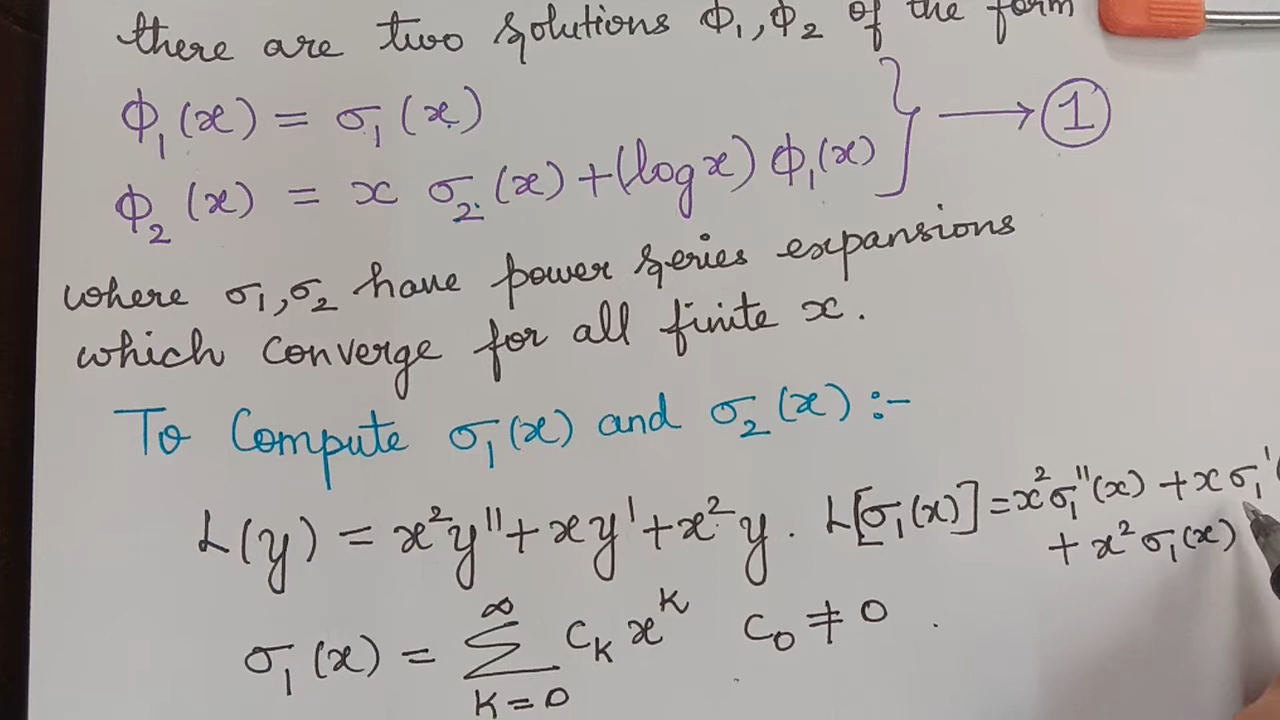 there are two solutions ϕ₁, ϕ₂ of the form
ϕ₁(x) = σ₁(x)
ϕ₂(x) = x σ₂(x) + (log x) ϕ₁(x) } → ①
where σ₁, σ₂ have power series expansions
which converge for all finite x.
To Compute σ₁(x) and σ₂(x) :-
L(y) = x²y'' + xy' + x²y. L[σ₁(x)] = x²σ₁''(x) + xσ₁'(
+ x²σ₁(x)
σ₁(x) = ∑_{k=0}^{∞} c_k x^k c₀ ≠ 0